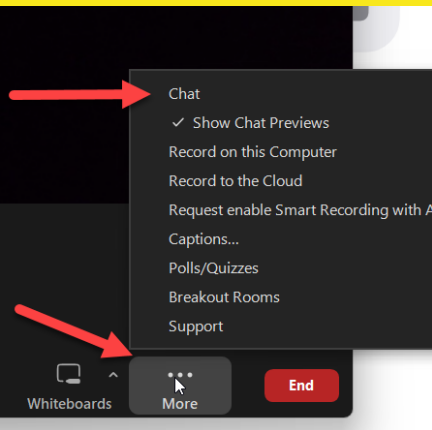 Chat
✓ Show Chat Previews
Record on this Computer
Record to the Cloud
Request enable Smart Recording with A
Captions...
Polls/Quizzes
Breakout Rooms
Support
Whiteboards
More
End